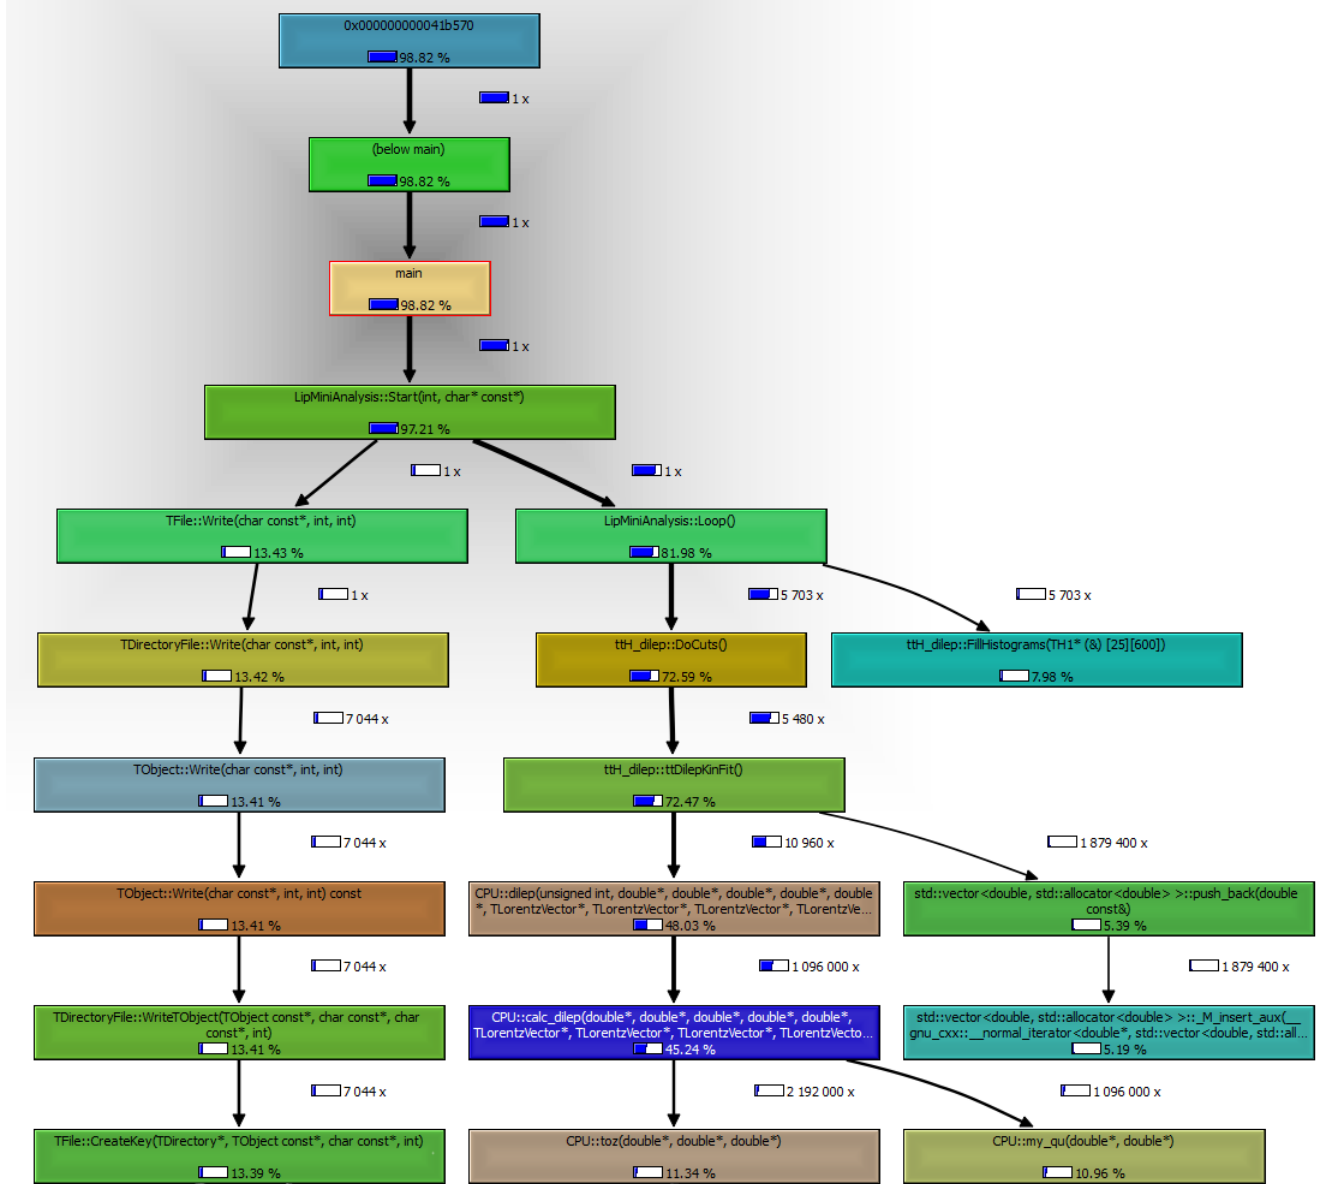 0x000000000041b570
98.82 %
1 x
(below main)
98.82 %
1 x
main
98.82 %
1 x
LipMiniAnalysis::Start(int, char* const*)
97.21 %
1 x
1 x
TFile::Write(char const*, int, int)
13.43 %
LipMiniAnalysis::Loop()
81.98 %
1 x
5 703 x
5 703 x
TDirectoryFile::Write(char const*, int, int)
13.42 %
ttH_dilep::DoCuts()
72.59 %
ttH_dilep::FillHistograms(TH1* (&) [25][600])
7.98 %
7 044 x
5 480 x
TObject::Write(char const*, int, int)
13.41 %
ttH_dilep::ttDilepKinFit()
72.47 %
7 044 x
10 960 x
1 879 400 x
TObject::Write(char const*, int, int) const
13.41 %
CPU::dilep(unsigned int, double*, double*, double*, double*, double
*, TLorentzVector*, TLorentzVector*, TLorentzVector*, TLorentzVe...
48.03 %
std::vector<double, std::allocator<double> >::push_back(double
const&)
5.39 %
7 044 x
1 096 000 x
1 879 400 x
TDirectoryFile::WriteTObject(TObject const*, char const*, char
const*, int)
13.41 %
CPU::calc_dilep(double*, double*, double*, double*, double*,
TLorentzVector*, TLorentzVector*, TLorentzVector*, TLorentzVecto...
45.24 %
std::vector<double, std::allocator<double> >::_M_insert_aux(__
gnu_cxx::__normal_iterator<double*, std::vector<double, std::all...
5.19 %
7 044 x
2 192 000 x
1 096 000 x
TFile::CreateKey(TDirectory*, TObject const*, char const*, int)
13.39 %
CPU::toz(double*, double*, double*)
11.34 %
CPU::my_qu(double*, double*)
10.96 %